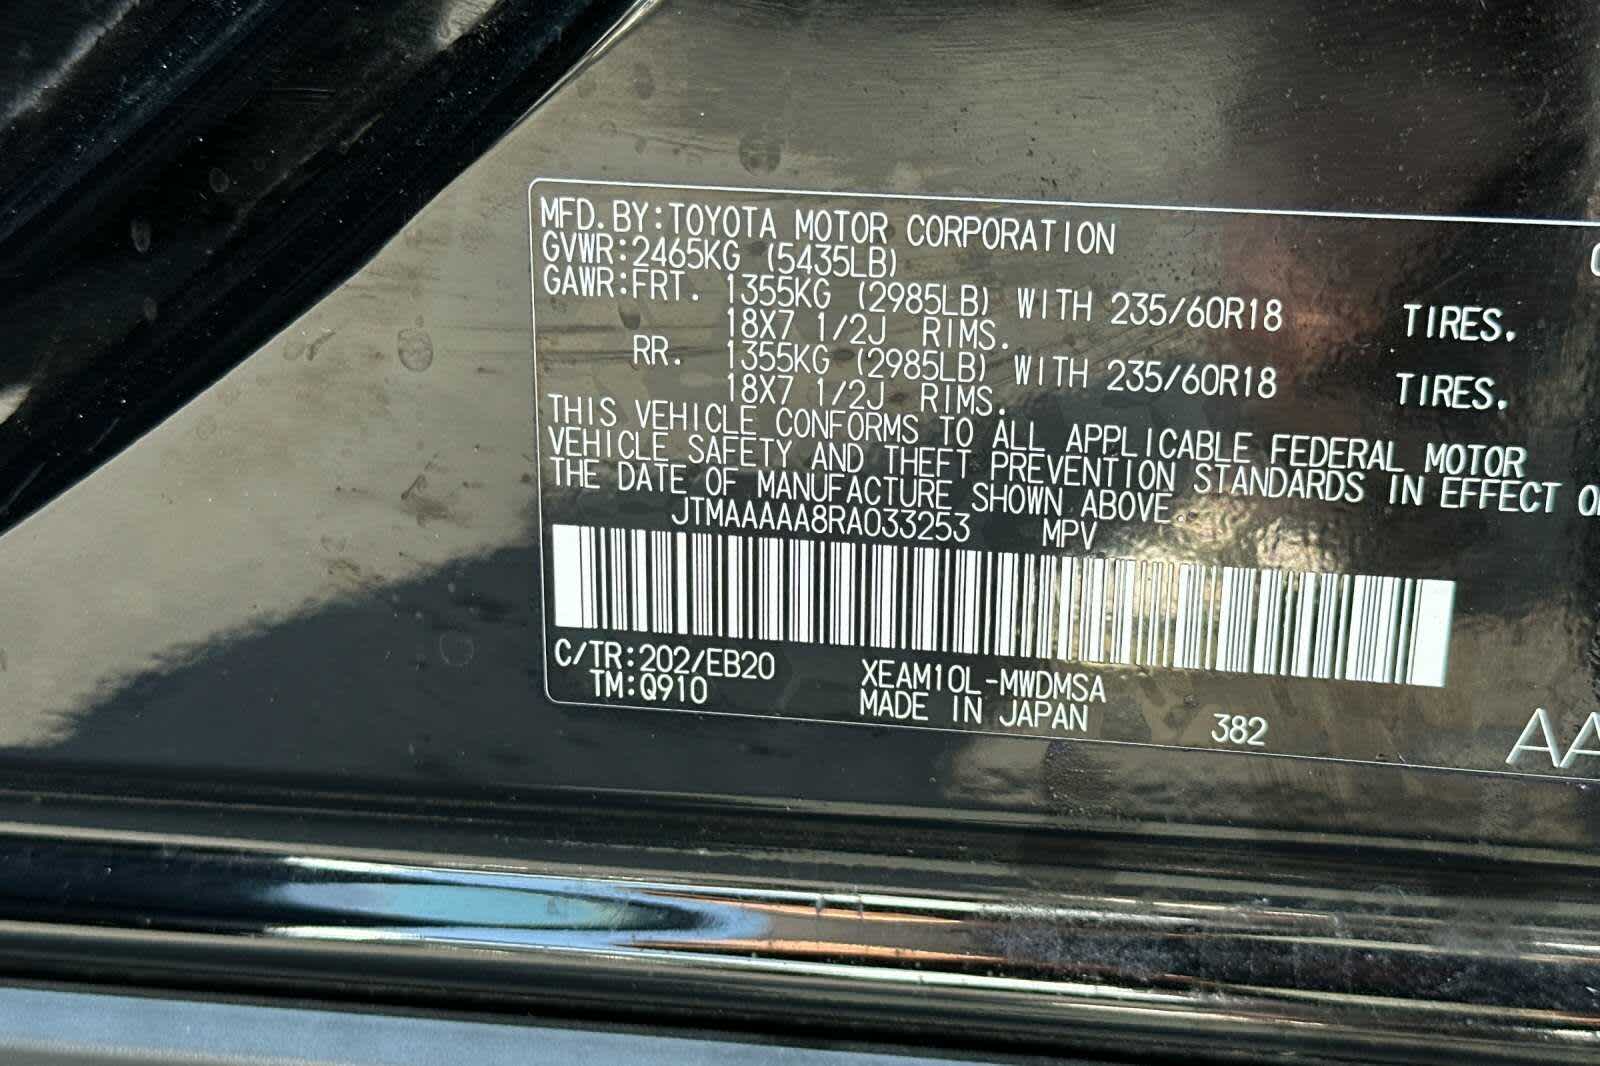 MFD.BY:TOYOTA MOTOR CORPORATION
GVWR:2465KG (5435LB)
GAWR:FRT. 1355KG (2985LB) WITH 235/60R18 TIRES.
18X7 1/2J RIMS.
RR. 1355KG (2985LB) WITH 235/60R18 TIRES.
18X7 1/2J RIMS.
THIS VEHICLE CONFORMS TO ALL APPLICABLE FEDERAL MOTOR
VEHICLE SAFETY AND THEFT PREVENTION STANDARDS IN EFFECT
THE DATE OF MANUFACTURE SHOWN ABOVE.
JTMAAAAA8RA033253 MPV
C/TR:202/EB20 XEAM10L-MWDMSA
TM:Q910 MADE IN JAPAN 382
AA